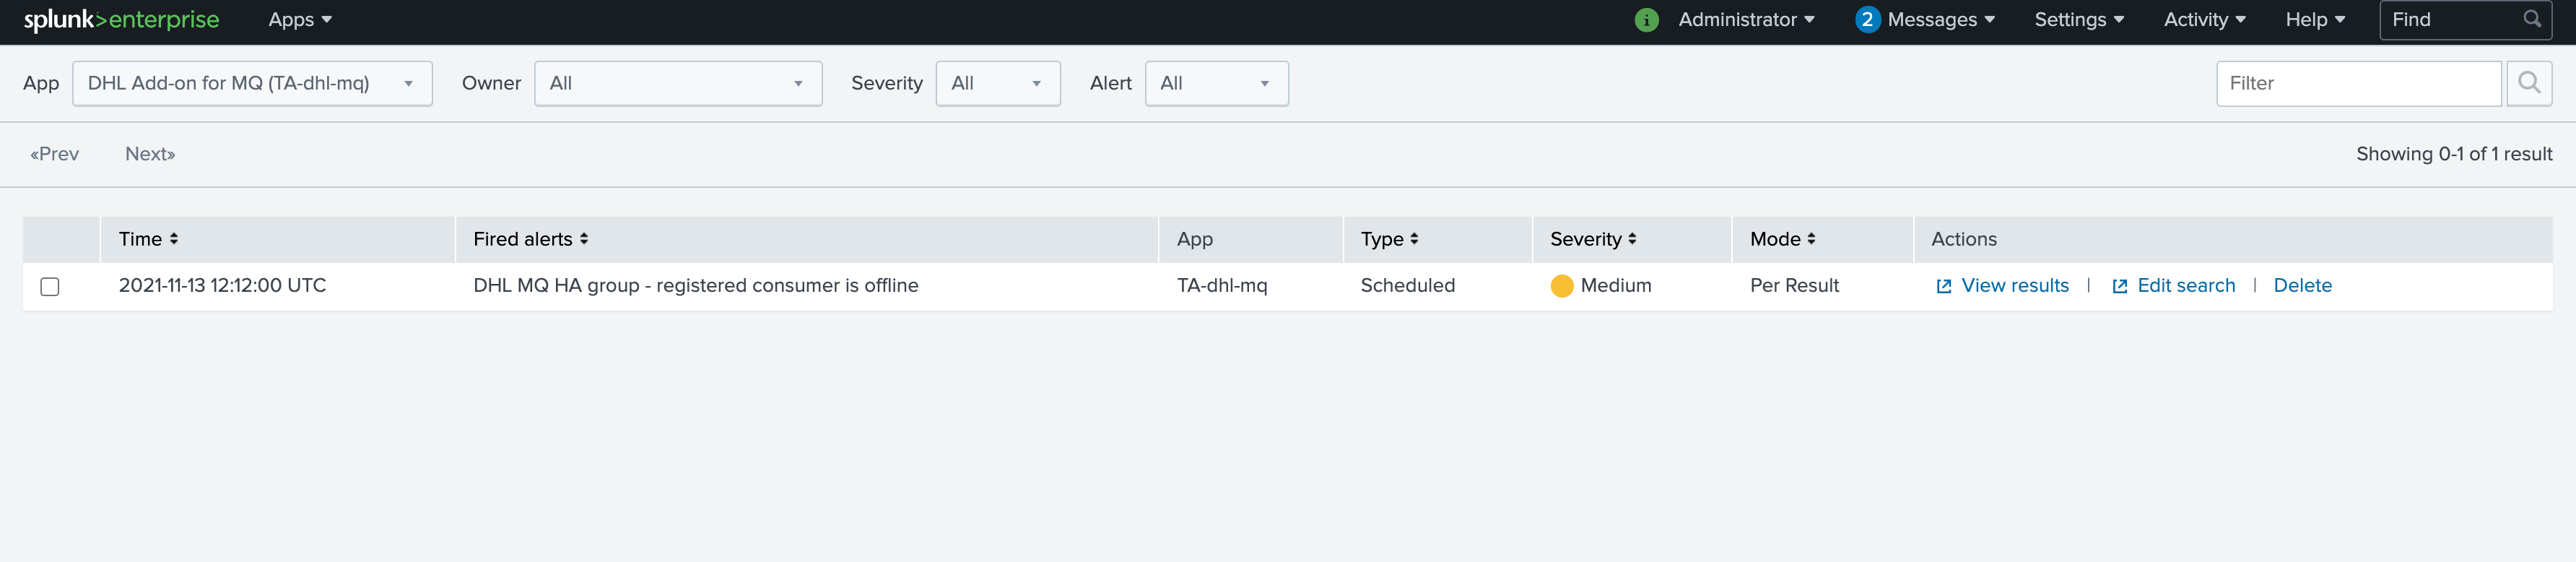 splunk>enterprise Apps i Administrator 2 Messages Settings Activity Help Find
App DHL Add-on for MQ (TA-dhl-mq) Owner All Severity All Alert All Filter
«Prev Next» Showing 0-1 of 1 result
Time Fired alerts App Type Severity Mode Actions
2021-11-13 12:12:00 UTC DHL MQ HA group - registered consumer is offline TA-dhl-mq Scheduled Medium Per Result View results | Edit search | Delete